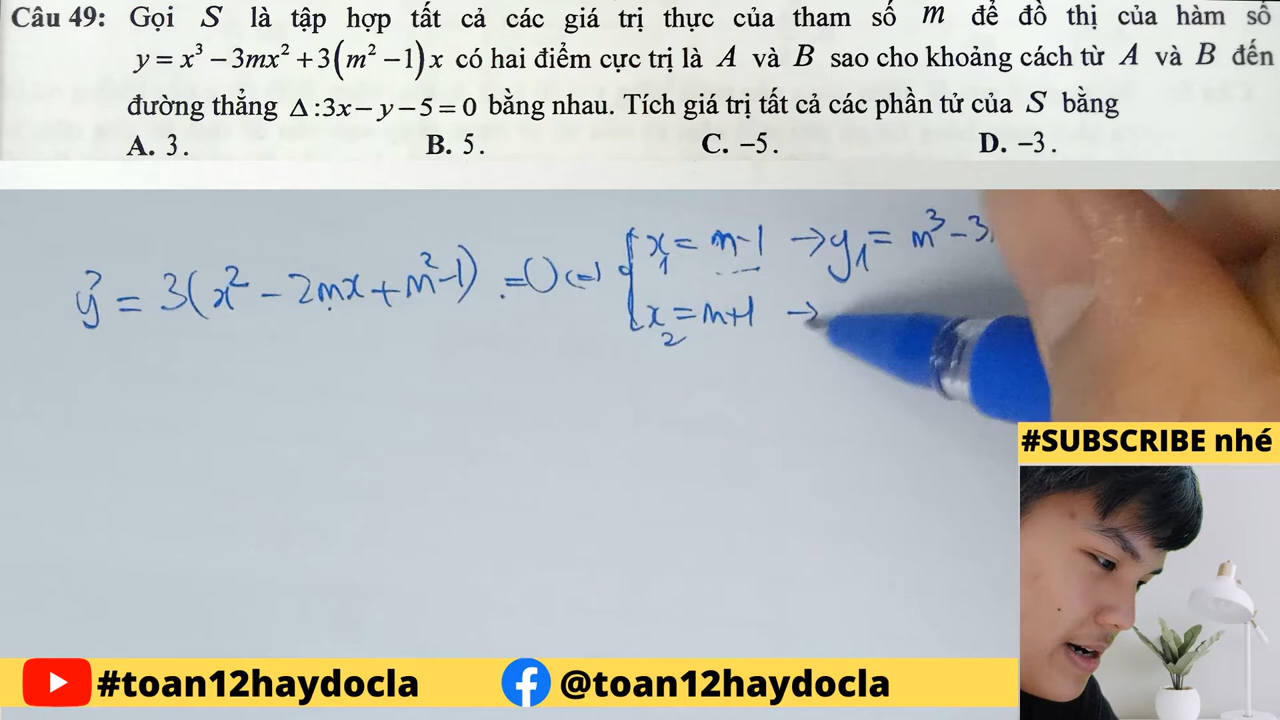 Câu 49: Gọi S là tập hợp tất cả các giá trị thực của tham số m để đồ thị của hàm số
y = x³ − 3mx² + 3(m² − 1)x có hai điểm cực trị là A và B sao cho khoảng cách từ A và B đến
đường thẳng Δ : 3x − y − 5 = 0 bằng nhau. Tích giá trị tất cả các phần tử của S bằng
A. 3. B. 5. C. −5. D. −3.
x₁ = m-1 → y₁ = m³ − 3
y' = 3(x² − 2mx + m² − 1) = 0 ⇔
x₂ = m+1 →
#SUBSCRIBE nhé
#toan12haydocla @toan12haydocla